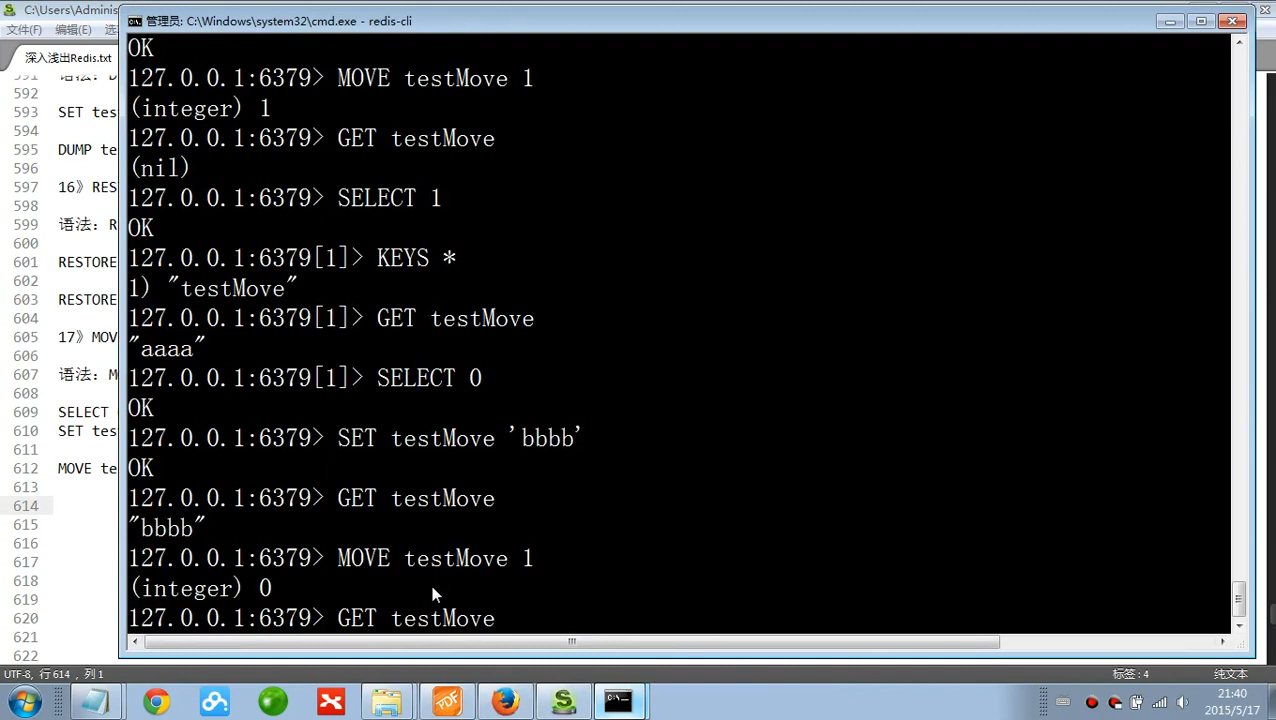 C:\Users\Adminis
管理员: C:\Windows\system32\cmd.exe - redis-cli
文件(F) 编辑(E)
深入浅出Redis.txt
OK
127.0.0.1:6379> MOVE testMove 1
(integer) 1
127.0.0.1:6379> GET testMove
(nil)
127.0.0.1:6379> SELECT 1
OK
127.0.0.1:6379[1]> KEYS *
1) "testMove"
127.0.0.1:6379[1]> GET testMove
"aaaa"
127.0.0.1:6379[1]> SELECT 0
OK
127.0.0.1:6379> SET testMove 'bbbb'
OK
127.0.0.1:6379> GET testMove
"bbbb"
127.0.0.1:6379> MOVE testMove 1
(integer) 0
127.0.0.1:6379> GET testMove
591 语法: D
592
593 SET tes
594
595 DUMP te
596
597 16》RES
598
599 语法: R
600
601 RESTORE
602
603 RESTORE
604
605 17》MOV
606
607 语法: M
608
609 SELECT
610 SET tes
611
612 MOVE te
613
614
615
616
617
618
619
620
621
622
UTF-8, 行 614 , 列 1
标签: 4
纯文本
PDF
21:40
2015/5/17